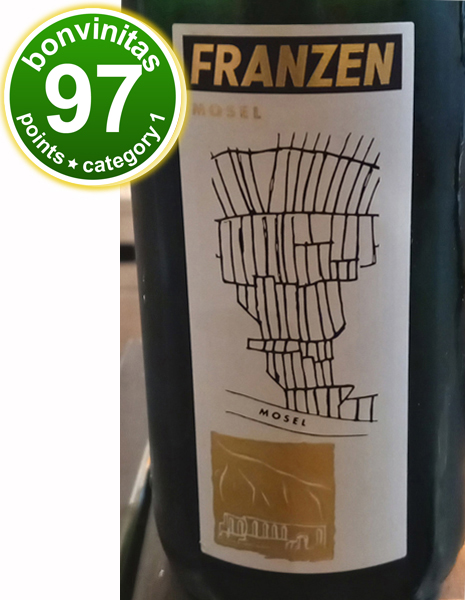 bonvinitas
97
points ★ category 1
FRANZEN
MOSEL
MOSEL